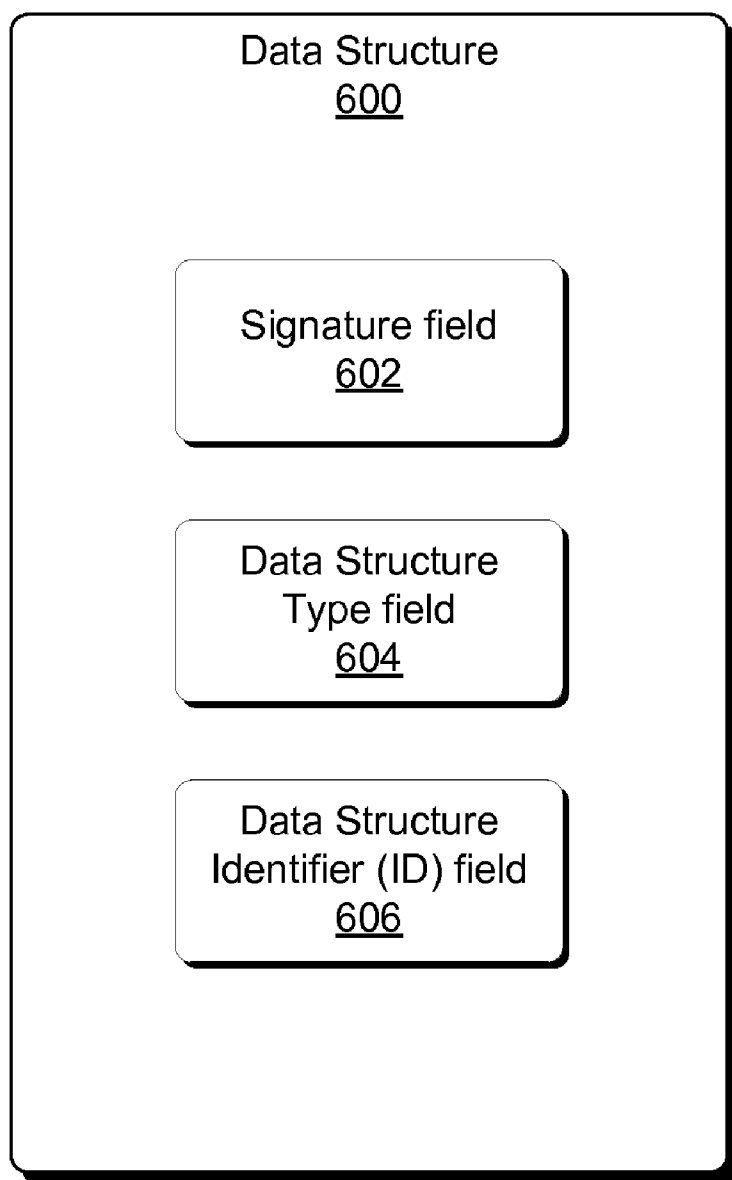 Data Structure
600
Signature field
602
Data Structure
Type field
604
Data Structure
Identifier (ID) field
606